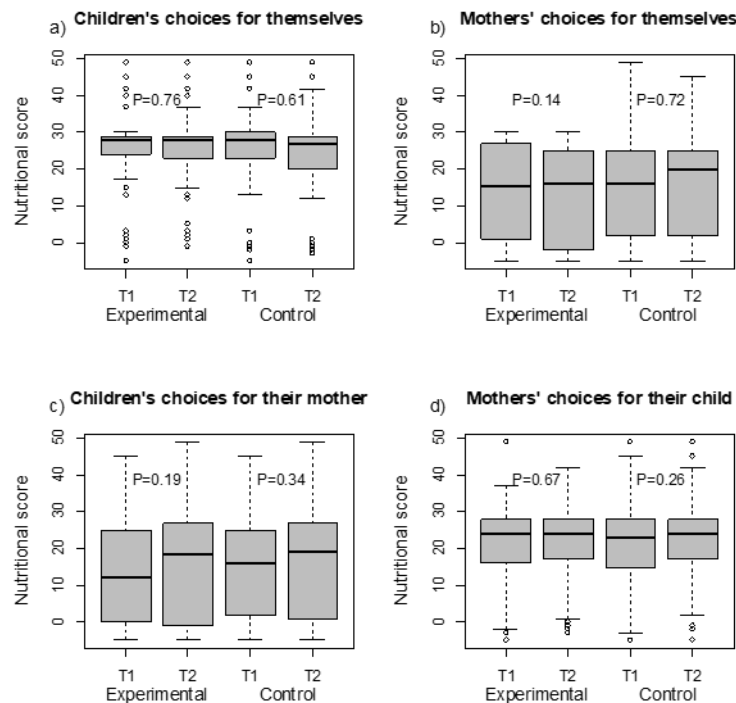 a) Children's choices for themselves
Nutritional score
50
40
30
20
10
0
P=0.76 P=0.61
T1 T2 T1 T2
Experimental Control
b) Mothers' choices for themselves
Nutritional score
50
40
30
20
10
0
P=0.14 P=0.72
T1 T2 T1 T2
Experimental Control
c) Children's choices for their mother
Nutritional score
50
40
30
20
10
0
P=0.19 P=0.34
T1 T2 T1 T2
Experimental Control
d) Mothers' choices for their child
Nutritional score
50
40
30
20
10
0
P=0.67 P=0.26
T1 T2 T1 T2
Experimental Control